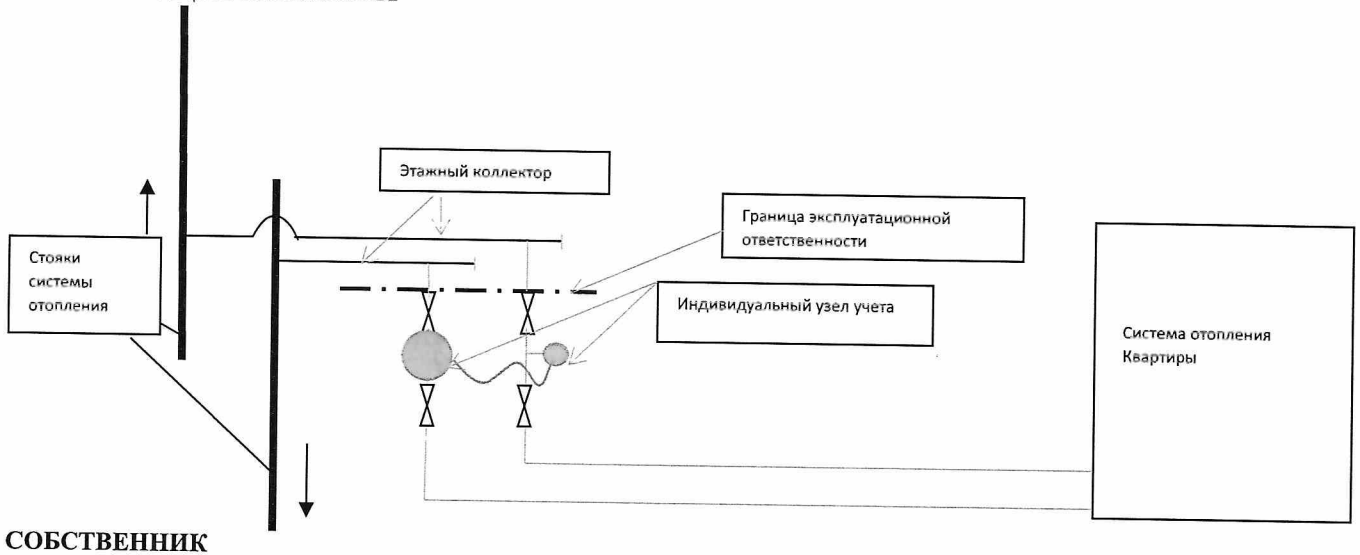 Этажный коллектор
Граница эксплуатационной
ответственности
Стояки
системы
отопления
Индивидуальный узел учета
Система отопления
Квартиры
СОБСТВЕННИК